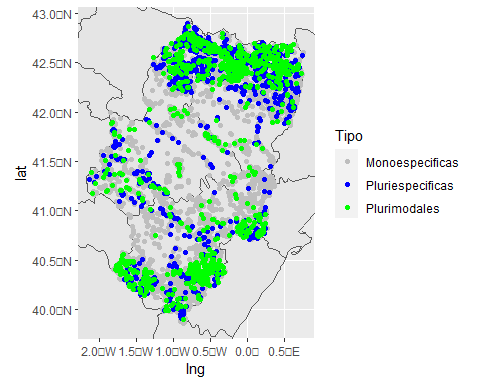 43.0□N
42.5□N
42.0□N
41.5□N
41.0□N
40.5□N
40.0□N
lat
2.0□W 1.5□W 1.0□W 0.5□W 0.0□ 0.5□E
lng
Tipo
Monoespecificas
Pluriespecificas
Plurimodales